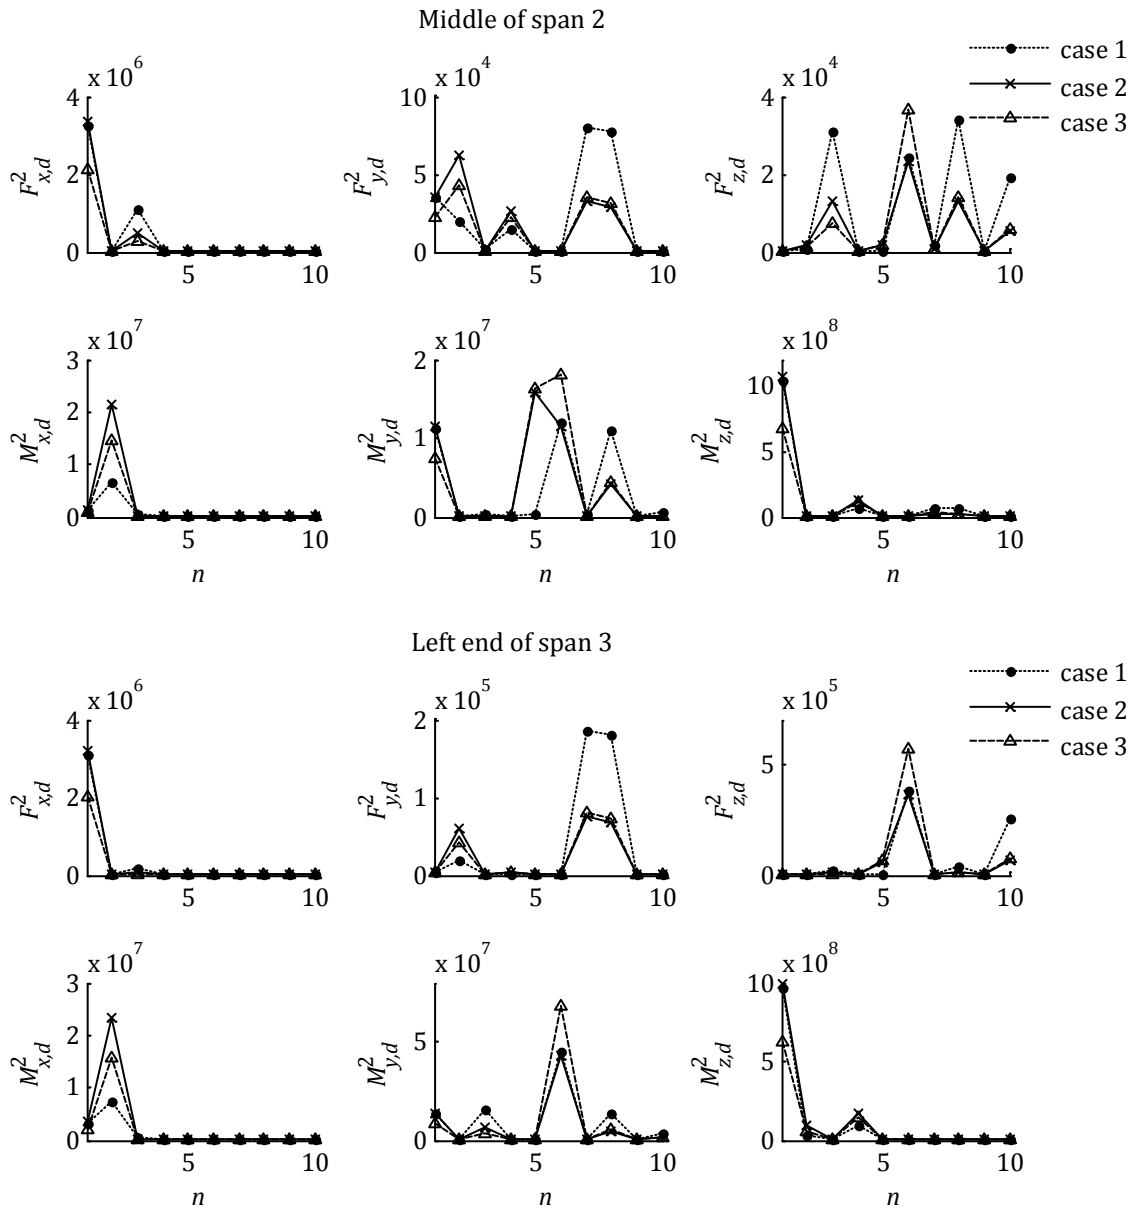 Middle of span 2
case 1
case 2
case 3
x 10^6
x 10^4
x 10^4
F^2_{x,d}
4
2
0
5
10
F^2_{y,d}
10
5
0
5
10
F^2_{z,d}
4
2
0
5
10
x 10^7
x 10^7
x 10^8
M^2_{x,d}
3
2
1
0
5
10
n
M^2_{y,d}
2
1
0
5
10
n
M^2_{z,d}
10
5
0
5
10
n
Left end of span 3
case 1
case 2
case 3
x 10^6
x 10^5
x 10^5
F^2_{x,d}
4
2
0
5
10
F^2_{y,d}
2
1
0
5
10
F^2_{z,d}
5
0
5
10
x 10^7
x 10^7
x 10^8
M^2_{x,d}
3
2
1
0
5
10
n
M^2_{y,d}
5
0
5
10
n
M^2_{z,d}
10
5
0
5
10
n